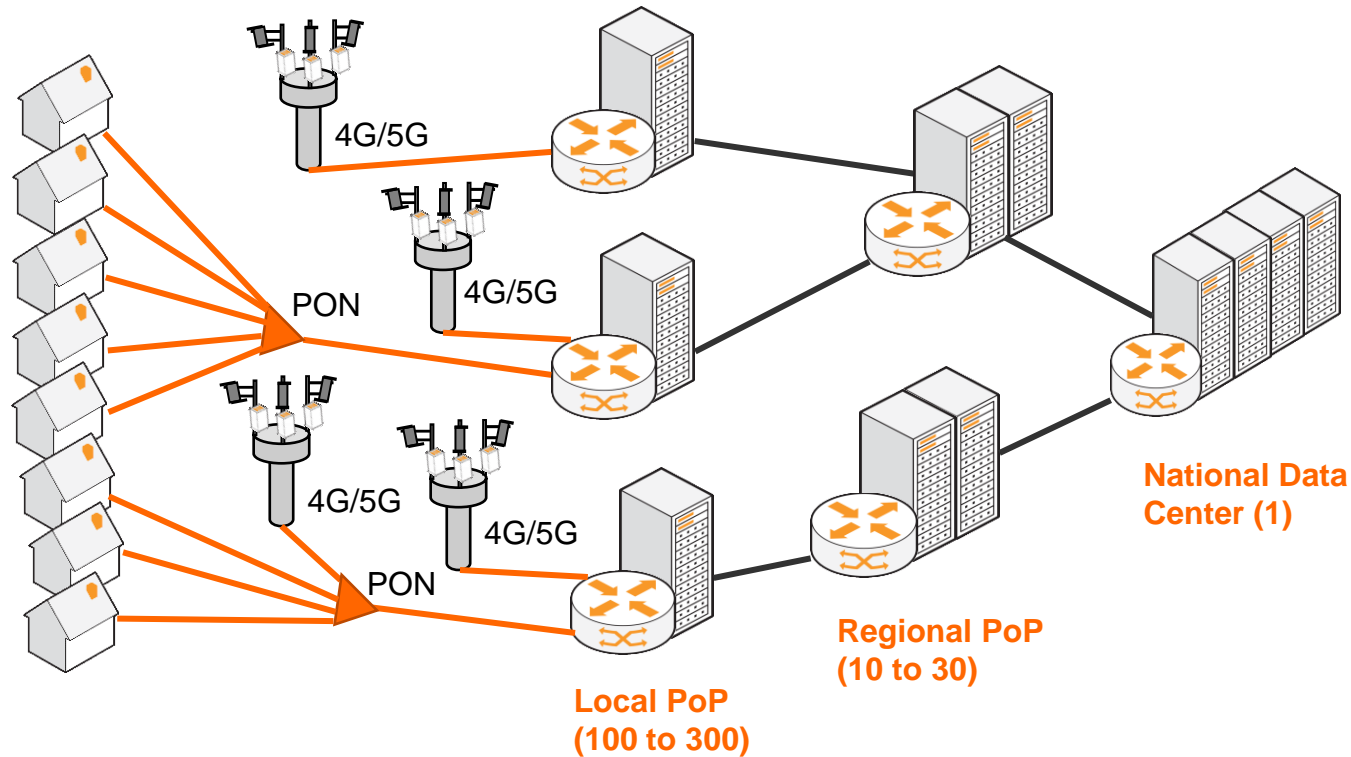 4G/5G
4G/5G
PON
4G/5G
4G/5G
PON
National Data
Center (1)
Regional PoP
(10 to 30)
Local PoP
(100 to 300)